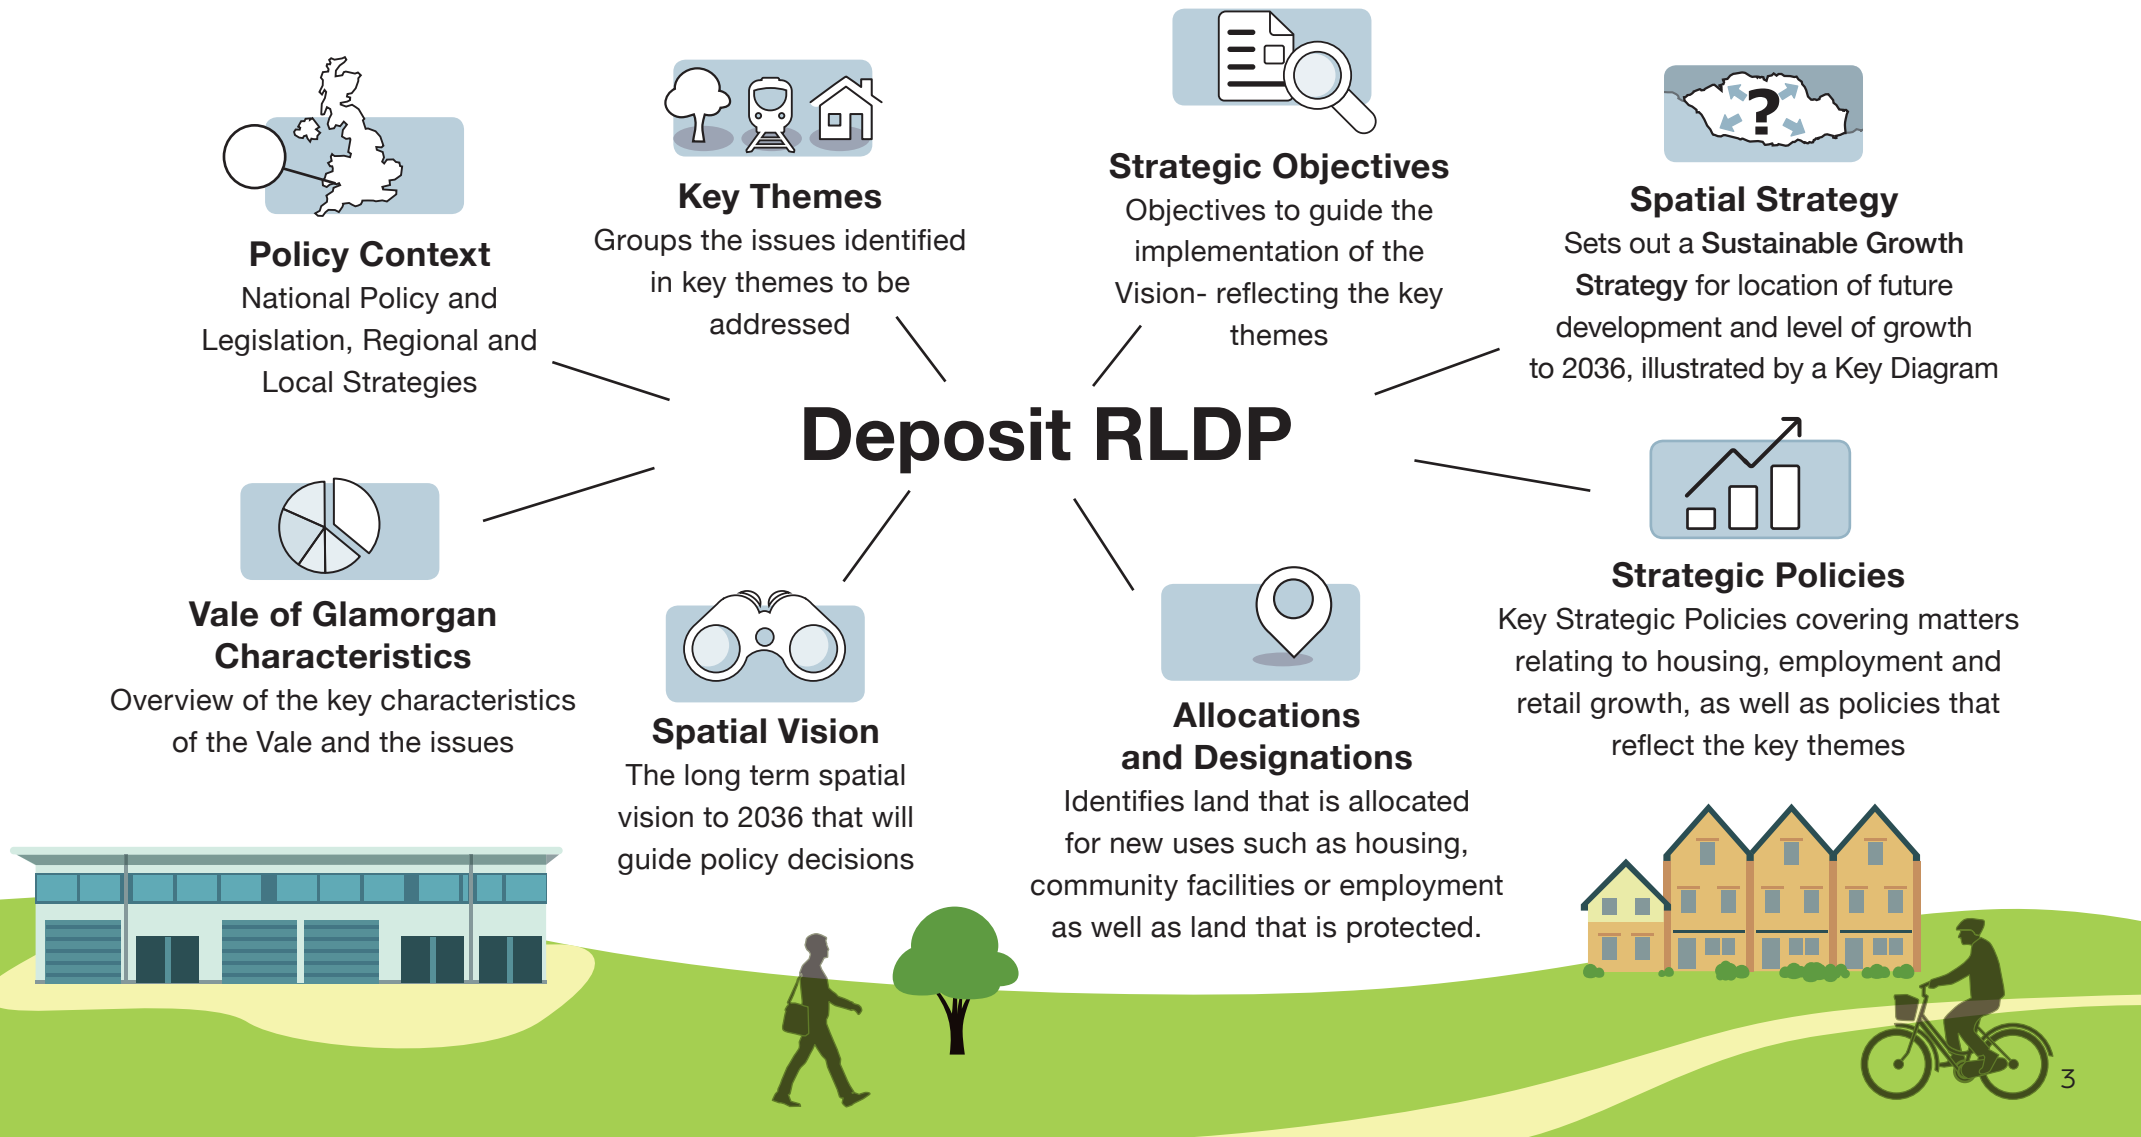 Policy Context
National Policy and
Legislation, Regional and
Local Strategies
Key Themes
Groups the issues identified
in key themes to be
addressed
Strategic Objectives
Objectives to guide the
implementation of the
Vision- reflecting the key
themes
Spatial Strategy
Sets out a Sustainable Growth
Strategy for location of future
development and level of growth
to 2036, illustrated by a Key Diagram
?
Deposit RLDP
Vale of Glamorgan
Characteristics
Overview of the key characteristics
of the Vale and the issues
Spatial Vision
The long term spatial
vision to 2036 that will
guide policy decisions
Allocations
and Designations
Identifies land that is allocated
for new uses such as housing,
community facilities or employment
as well as land that is protected.
Strategic Policies
Key Strategic Policies covering matters
relating to housing, employment and
retail growth, as well as policies that
reflect the key themes
3